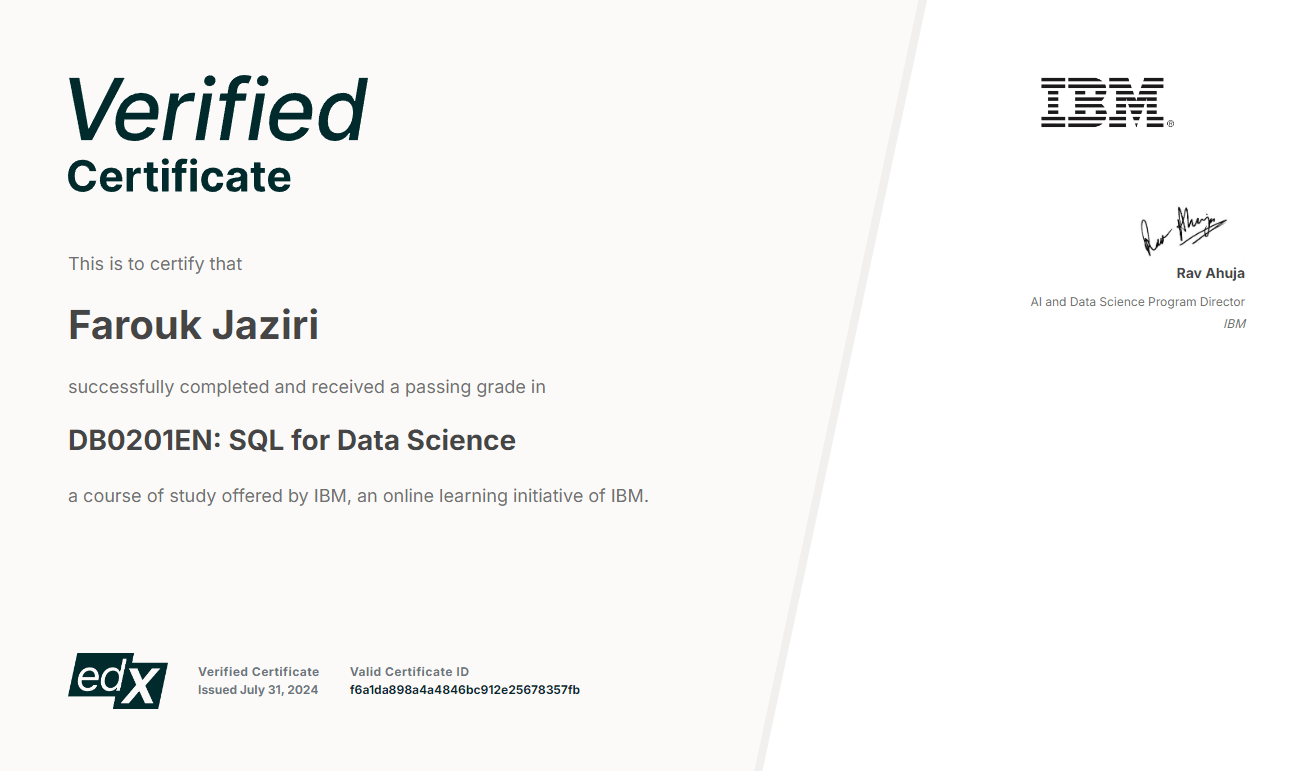 Verified
Certificate
This is to certify that
Farouk Jaziri
successfully completed and received a passing grade in
DB0201EN: SQL for Data Science
a course of study offered by IBM, an online learning initiative of IBM.
edX
Verified Certificate
Issued July 31, 2024
Valid Certificate ID
f6a1da898a4a4846bc912e25678357fb
IBM®
Rav Ahuja
Rav Ahuja
AI and Data Science Program Director
IBM